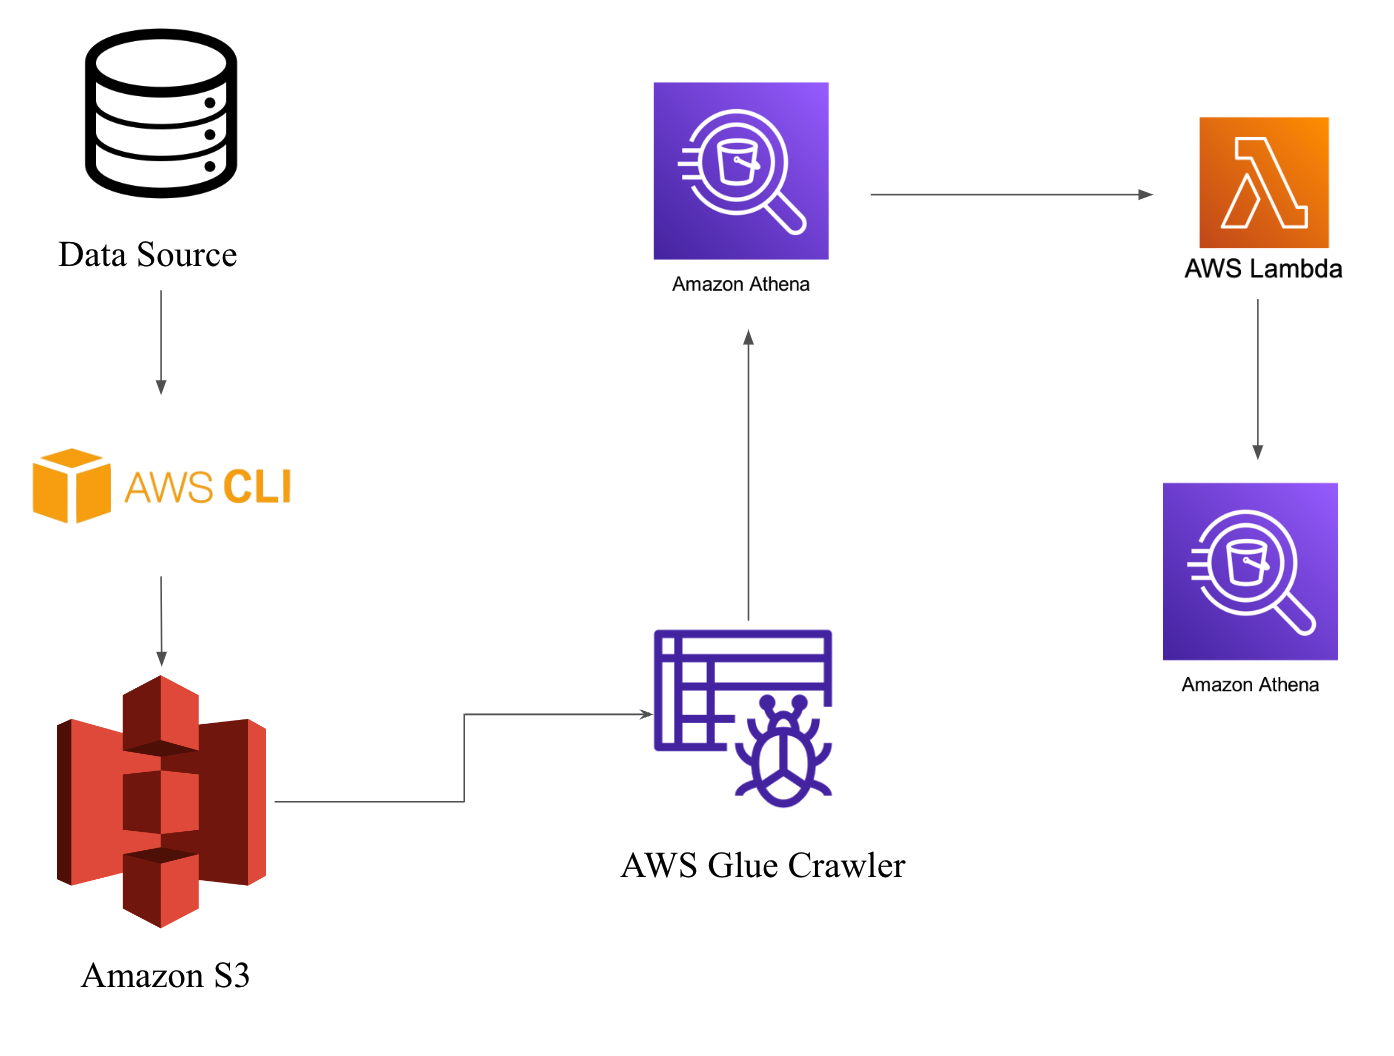 Data Source
AWS CLI
Amazon S3
AWS Glue Crawler
Amazon Athena
AWS Lambda
Amazon Athena